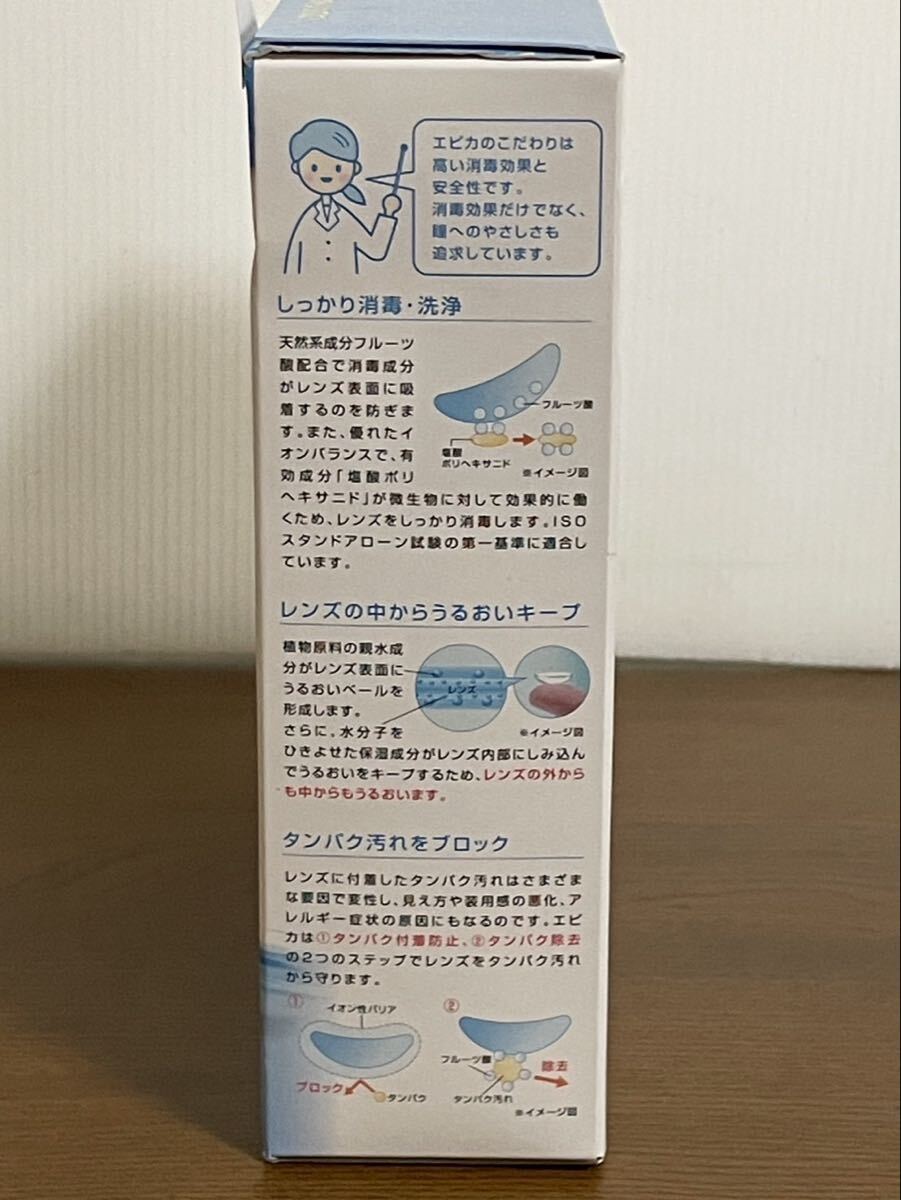 エピカのこだわりは
高い消毒効果と
安全性です。
消毒効果だけでなく、
瞳へのやさしさも
追求しています。
しっかり消毒・洗浄
天然系成分フルーツ
酸配合で消毒成分
がレンズ表面に吸
着するのを防ぎま
す。また、優れたイ
オンバランスで、有
効成分「塩酸ポリ
ヘキサニド」が微生物に対して効果的に働
くため、レンズをしっかり消毒します。ISO
スタンドアローン試験の第一基準に適合し
ています。
フルーツ酸
塩酸
ポリヘキサニド
※イメージ図
レンズの中からうるおいキープ
植物原料の親水成
分がレンズ表面に
うるおいベールを
形成します。
さらに、水分子を
ひきよせた保湿成分がレンズ内部にしみ込ん
でうるおいをキープするため、レンズの外から
も中からもうるおいます。
レンズ
※イメージ図
タンパク汚れをブロック
レンズに付着したタンパク汚れはさまざま
な要因で変性し、見え方や装用感の悪化、ア
レルギー症状の原因にもなるのです。エピ
カは①タンパク付着防止、②タンパク除去
の2つのステップでレンズをタンパク汚れ
から守ります。
①
イオン性バリア
ブロック
タンパク
②
フルーツ酸
除去
タンパク汚れ
※イメージ図